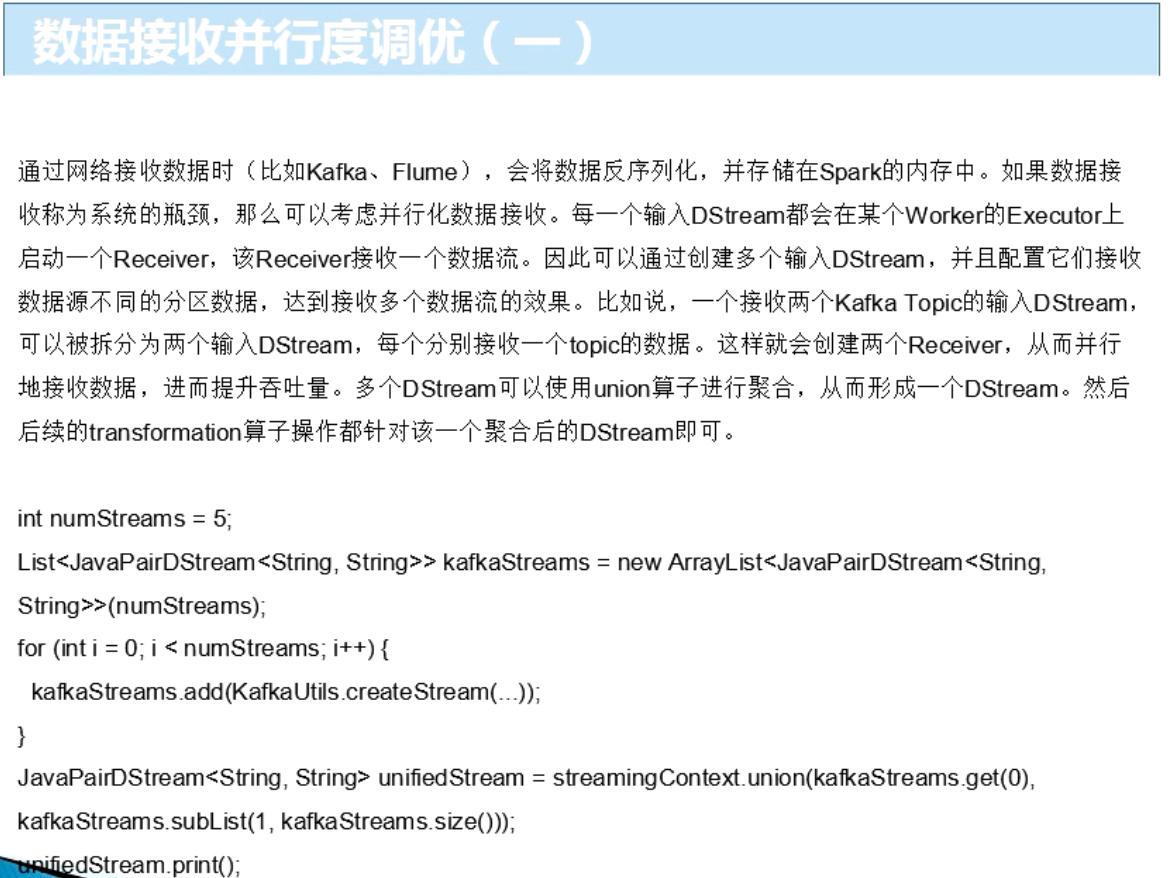 数据接收并行度调优（一）
通过网络接收数据时（比如Kafka、Flume），会将数据反序列化，并存储在Spark的内存中。如果数据接
收称为系统的瓶颈，那么可以考虑并行化数据接收。每一个输入DStream都会在某个Worker的Executor上
启动一个Receiver，该Receiver接收一个数据流。因此可以通过创建多个输入DStream，并且配置它们接收
数据源不同的分区数据，达到接收多个数据流的效果。比如说，一个接收两个Kafka Topic的输入DStream，
可以被拆分为两个输入DStream，每个分别接收一个topic的数据。这样就会创建两个Receiver，从而并行
地接收数据，进而提升吞吐量。多个DStream可以使用union算子进行聚合，从而形成一个DStream。然后
后续的transformation算子操作都针对该一个聚合后的DStream即可。
int numStreams = 5;
List<JavaPairDStream<String, String>> kafkaStreams = new ArrayList<JavaPairDStream<String,
String>>(numStreams);
for (int i = 0; i < numStreams; i++) {
  kafkaStreams.add(KafkaUtils.createStream(...));
}
JavaPairDStream<String, String> unifiedStream = streamingContext.union(kafkaStreams.get(0),
kafkaStreams.subList(1, kafkaStreams.size()));
unifiedStream.print();